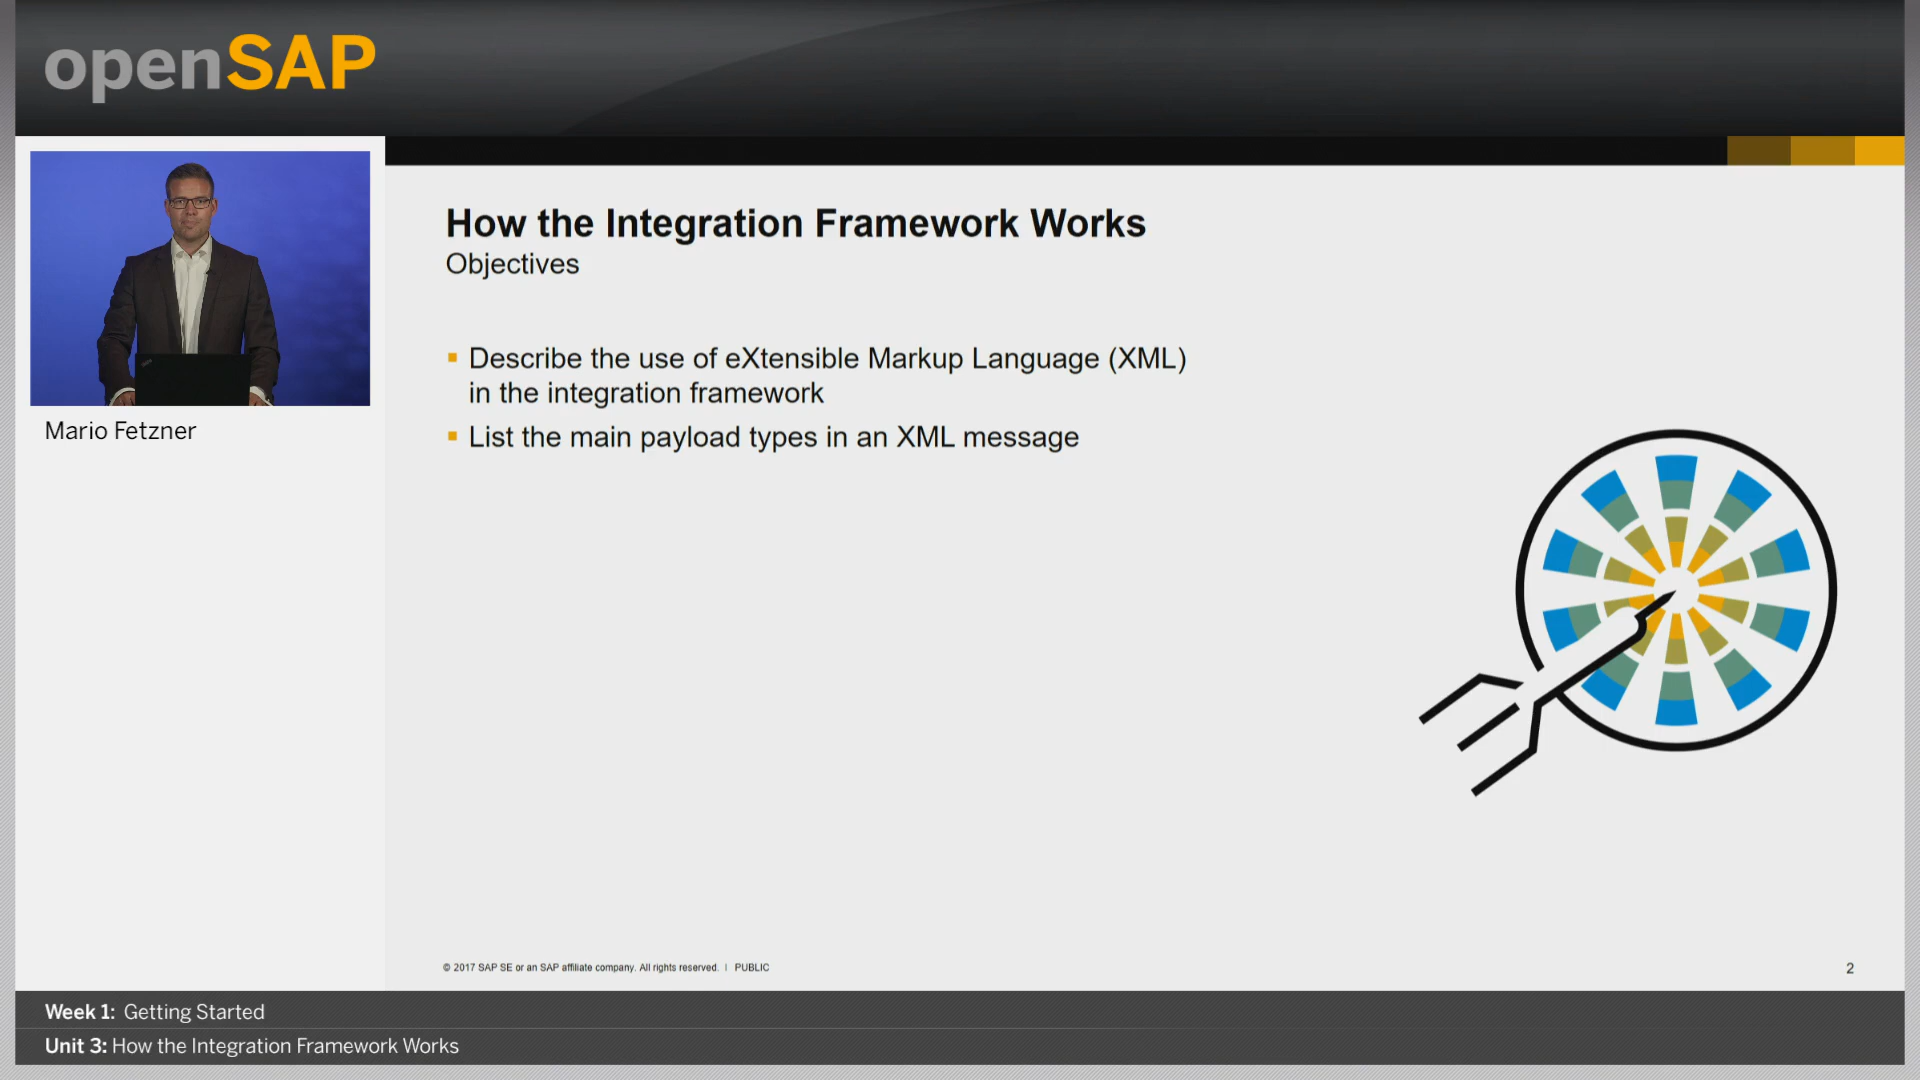 openSAP
Mario Fetzner
How the Integration Framework Works
Objectives
▪ Describe the use of eXtensible Markup Language (XML)
in the integration framework
▪ List the main payload types in an XML message
© 2017 SAP SE or an SAP affiliate company. All rights reserved. | PUBLIC
2
Week 1: Getting Started
Unit 3: How the Integration Framework Works